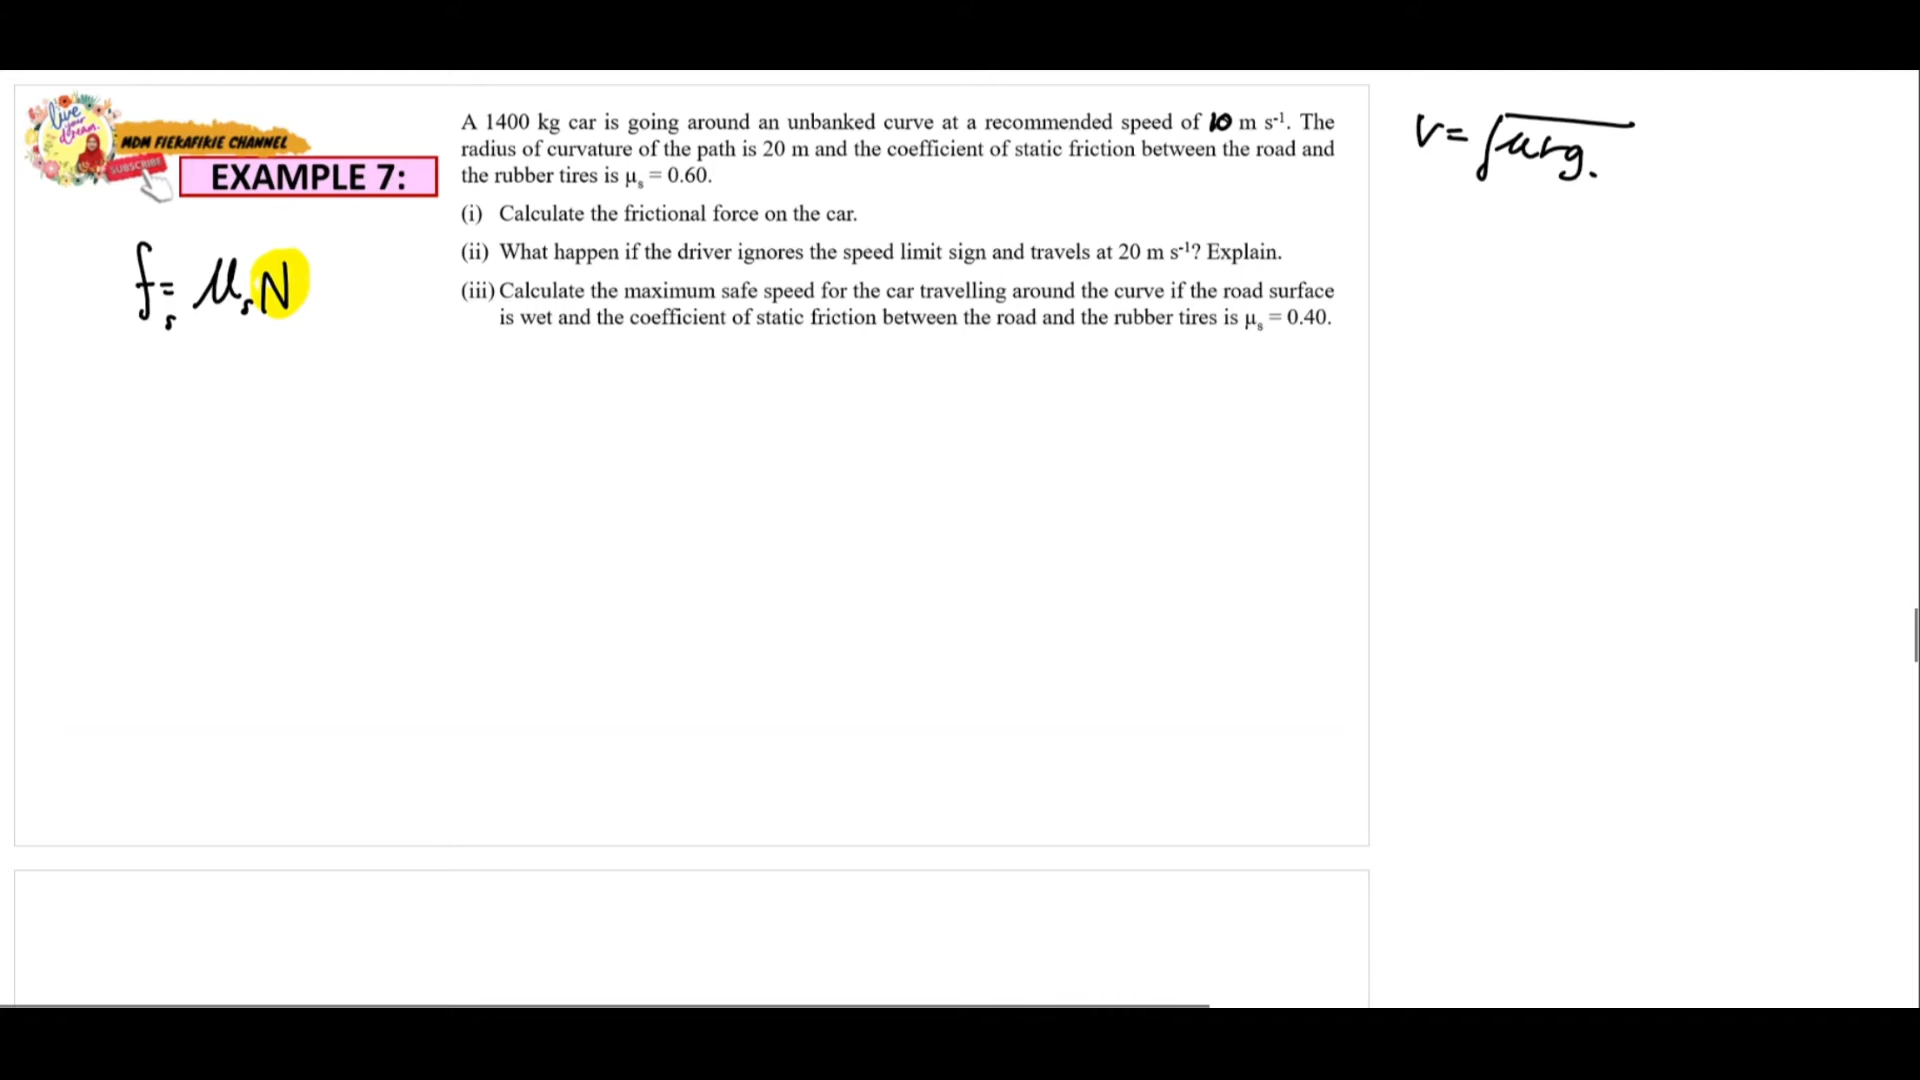 live
your
dream.
MDM FIEKAFIKIE CHANNEL
SUBSCRIBE
EXAMPLE 7:
A 1400 kg car is going around an unbanked curve at a recommended speed of 10 m s⁻¹. The
radius of curvature of the path is 20 m and the coefficient of static friction between the road and
the rubber tires is μₛ = 0.60.
(i) Calculate the frictional force on the car.
(ii) What happen if the driver ignores the speed limit sign and travels at 20 m s⁻¹? Explain.
(iii) Calculate the maximum safe speed for the car travelling around the curve if the road surface
is wet and the coefficient of static friction between the road and the rubber tires is μₛ = 0.40.
fₛ = μₛN
v = √μrg.